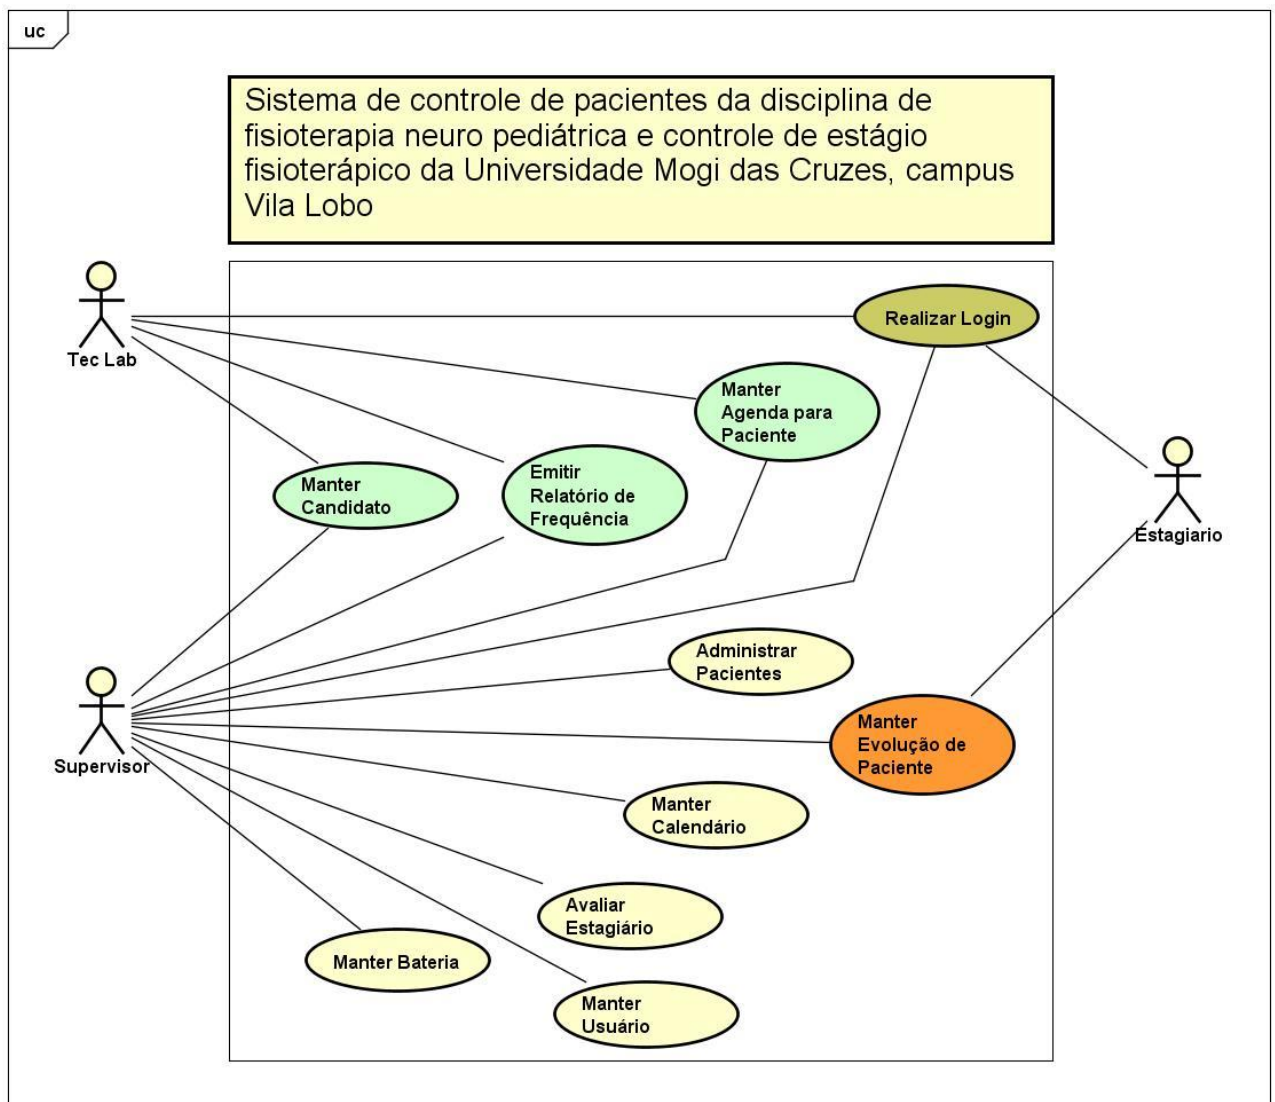 uc
Sistema de controle de pacientes da disciplina de
fisioterapia neuro pediátrica e controle de estágio
fisioterápico da Universidade Mogi das Cruzes, campus
Vila Lobo
Realizar Login
Tec Lab
Manter
Agenda para
Paciente
Emitir
Relatório de
Frequência
Manter
Candidato
Estagiario
Administrar
Pacientes
Manter
Evolução de
Paciente
Supervisor
Manter
Calendário
Avaliar
Estagiário
Manter Bateria
Manter
Usuário